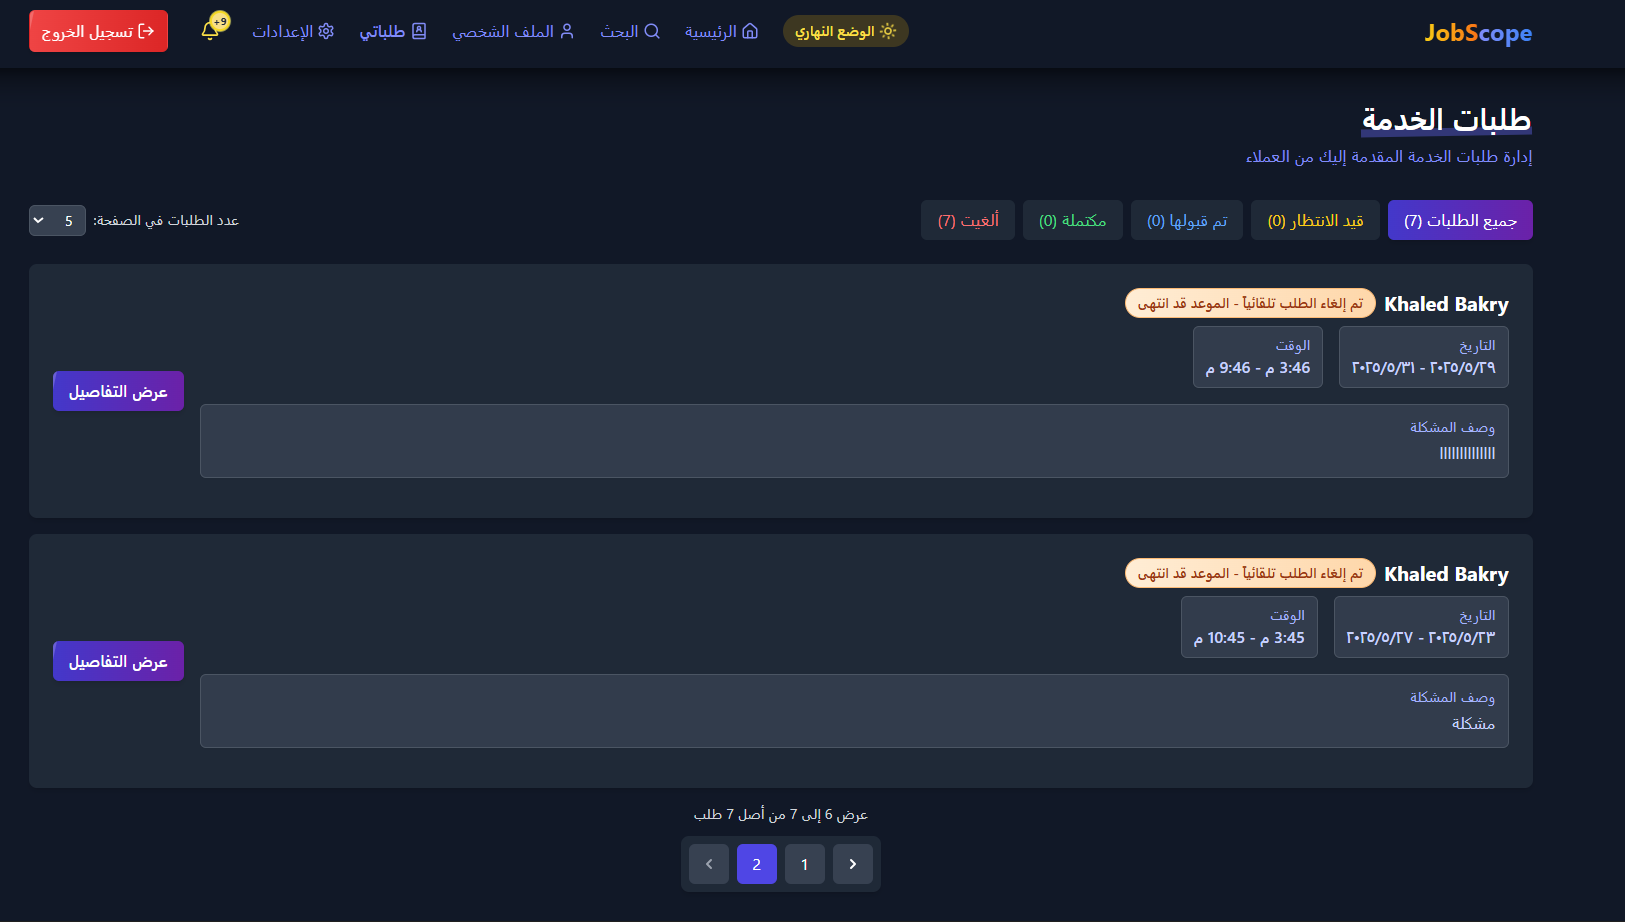 JobScope
الوضع النهاري
الرئيسية
البحث
الملف الشخصي
طلباتي
الإعدادات
+9
تسجيل الخروج
طلبات الخدمة
إدارة طلبات الخدمة المقدمة إليك من العملاء
جميع الطلبات (7)
قيد الانتظار (0)
تم قبولها (0)
مكتملة (0)
ألغيت (7)
عدد الطلبات في الصفحة:
5
Khaled Bakry
تم إلغاء الطلب تلقائياً - الموعد قد انتهى
التاريخ
٢٠٢٥/٥/٢٩ - ٢٠٢٥/٥/٣١
الوقت
3:46 م - 9:46 م
وصف المشكلة
اااااااااااااا
عرض التفاصيل
Khaled Bakry
تم إلغاء الطلب تلقائياً - الموعد قد انتهى
التاريخ
٢٠٢٥/٥/٢٣ - ٢٠٢٥/٥/٢٧
الوقت
3:45 م - 10:45 م
وصف المشكلة
مشكلة
عرض التفاصيل
عرض 6 إلى 7 من أصل 7 طلب
1
2